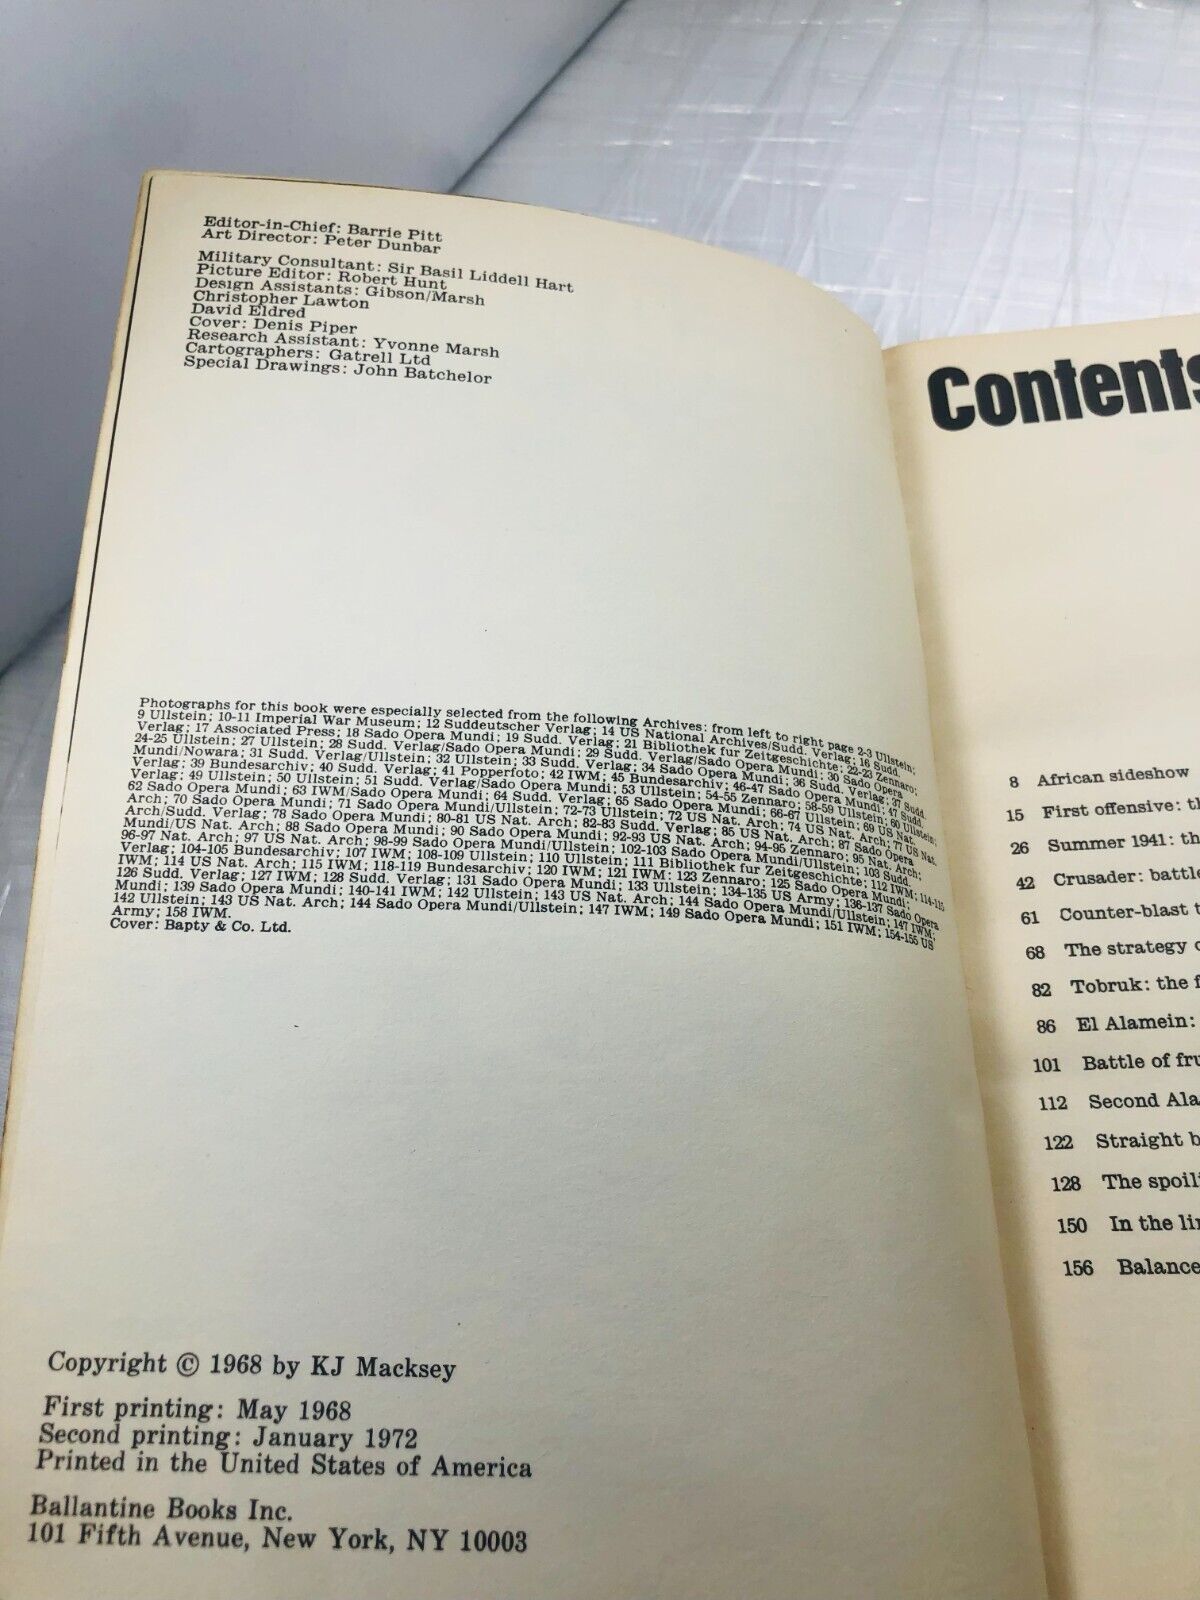 Editor-in-Chief: Barrie Pitt
Art Director: Peter Dunbar
Military Consultant: Sir Basil Liddell Hart
Picture Editor: Robert Hunt
Design Assistants: Gibson/Marsh
Christopher Lawton
David Eldred
Cover: Denis Piper
Research Assistant: Yvonne Marsh
Cartographers: Gatrell Ltd
Special Drawings: John Batchelor
Photographs for this book were especially selected from the following Archives: from left to right page 2-3 Ullstein;
9 Ullstein; 10-11 Imperial War Museum; 12 Suddeutscher Verlag; 14 US National Archives/Sudd. Verlag; 16 Sudd.
Verlag; 17 Associated Press; 18 Sado Opera Mundi; 19 Sudd. Verlag; 21 Bibliothek fur Zeitgeschichte; 22-23 Zennaro;
24-25 Ullstein; 27 Ullstein; 28 Sudd. Verlag/Sado Opera Mundi; 29 Sudd. Verlag/Sado Opera Mundi; 30 Sado Opera
Mundi/Nowara; 31 Sudd. Verlag/Ullstein; 32 Ullstein; 33 Sudd. Verlag; 34 Sado Opera Mundi; 36 Sudd. Verlag; 37 Sudd.
Verlag; 39 Bundesarchiv; 40 Sudd. Verlag; 41 Popperfoto; 42 IWM; 45 Bundesarchiv; 46-47 Sado Opera Mundi; 47 Sudd.
Verlag; 49 Ullstein; 50 Ullstein; 51 Sudd. Verlag/Sado Opera Mundi; 53 Ullstein; 54-55 Zennaro; 58-59 Ullstein; 60 Ullstein;
62 Sado Opera Mundi; 63 IWM/Sado Opera Mundi; 64 Sudd. Verlag; 65 Sado Opera Mundi; 66-67 Ullstein; 69 US Nat.
Arch; 70 Sado Opera Mundi; 71 Sado Opera Mundi/Ullstein; 72-73 Ullstein; 72 US Nat. Arch; 74 US Nat. Arch; 77 US Nat.
Arch/Sudd. Verlag; 78 Sado Opera Mundi; 80-81 US Nat. Arch; 82-83 Sudd. Verlag; 85 US Nat. Arch; 87 Sado Opera
Mundi/US Nat. Arch; 88 Sado Opera Mundi; 90 Sado Opera Mundi; 92-93 US Nat. Arch; 94-95 Zennaro; 95 Nat. Arch;
96-97 Nat. Arch; 97 US Nat. Arch; 98-99 Sado Opera Mundi/Ullstein; 102-103 Sado Opera Mundi/Ullstein; 103 Sudd.
Verlag; 104-105 Bundesarchiv; 107 IWM; 108-109 Ullstein; 110 Ullstein; 111 Bibliothek fur Zeitgeschichte; 112 IWM; 114-115
IWM; 114 US Nat. Arch; 115 IWM; 118-119 Bundesarchiv; 120 IWM; 121 IWM: 123 Zennaro; 125 Sado Opera Mundi;
126 Sudd. Verlag; 127 IWM; 128 Sudd. Verlag; 131 Sado Opera Mundi; 133 Ullstein; 134-135 US Army; 136-137 Sado Opera
Mundi; 139 Sado Opera Mundi; 140-141 IWM; 142 Ullstein; 143 US Nat. Arch; 144 Sado Opera Mundi/Ullstein; 147 IWM;
142 Ullstein; 143 US Nat. Arch; 144 Sado Opera Mundi/Ullstein; 147 IWM; 149 Sado Opera Mundi; 151 IWM; 154-155 US
Army; 158 IWM.
Cover: Bapty & Co. Ltd.
Copyright © 1968 by KJ Macksey
First printing: May 1968
Second printing: January 1972
Printed in the United States of America
Ballantine Books Inc.
101 Fifth Avenue, New York, NY 10003
Contents
8 African sideshow
15 First offensive: th
26 Summer 1941: th
42 Crusader: battle
61 Counter-blast t
68 The strategy
82 Tobruk: the f
86 El Alamein:
101 Battle of fru
112 Second Ala
122 Straight b
128 The spoili
150 In the li
156 Balance